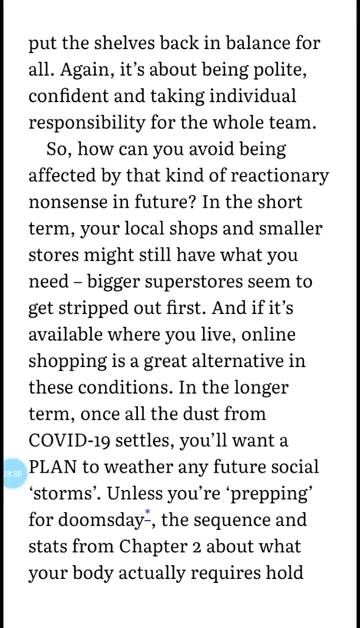 put the shelves back in balance for
all. Again, it’s about being polite,
confident and taking individual
responsibility for the whole team.
So, how can you avoid being
affected by that kind of reactionary
nonsense in future? In the short
term, your local shops and smaller
stores might still have what you
need – bigger superstores seem to
get stripped out first. And if it’s
available where you live, online
shopping is a great alternative in
these conditions. In the longer
term, once all the dust from
COVID-19 settles, you’ll want a
PLAN to weather any future social
‘storms’. Unless you’re ‘prepping’
for doomsday*, the sequence and
stats from Chapter 2 about what
your body actually requires hold